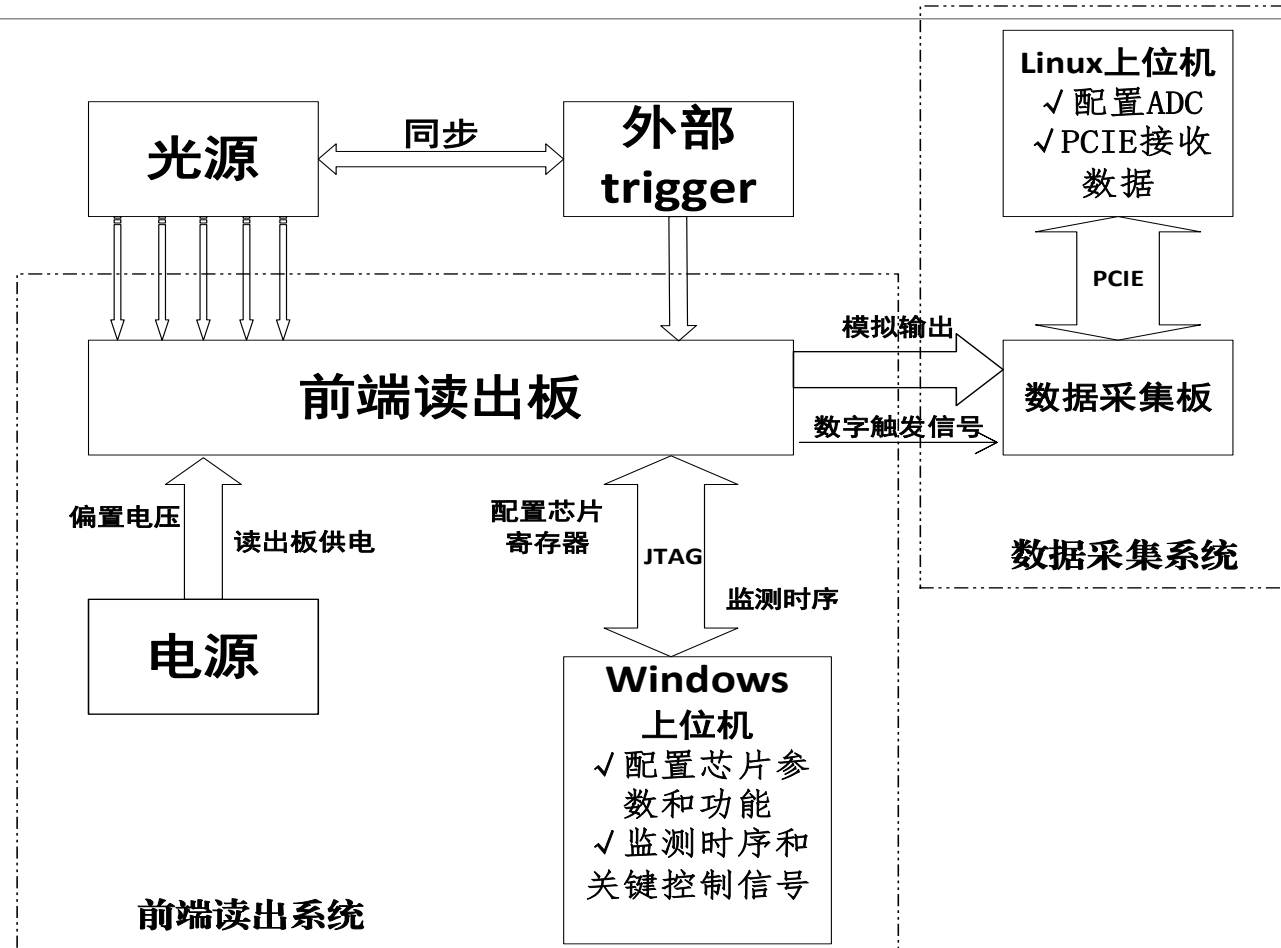 Linux上位机
√配置ADC
√PCIE接收
数据
光源
同步
外部
trigger
PCIE
模拟输出
前端读出板
数据采集板
数字触发信号
偏置电压
读出板供电
配置芯片
寄存器
JTAG
监测时序
数据采集系统
电源
Windows
上位机
√配置芯片参
数和功能
√监测时序和
关键控制信号
前端读出系统